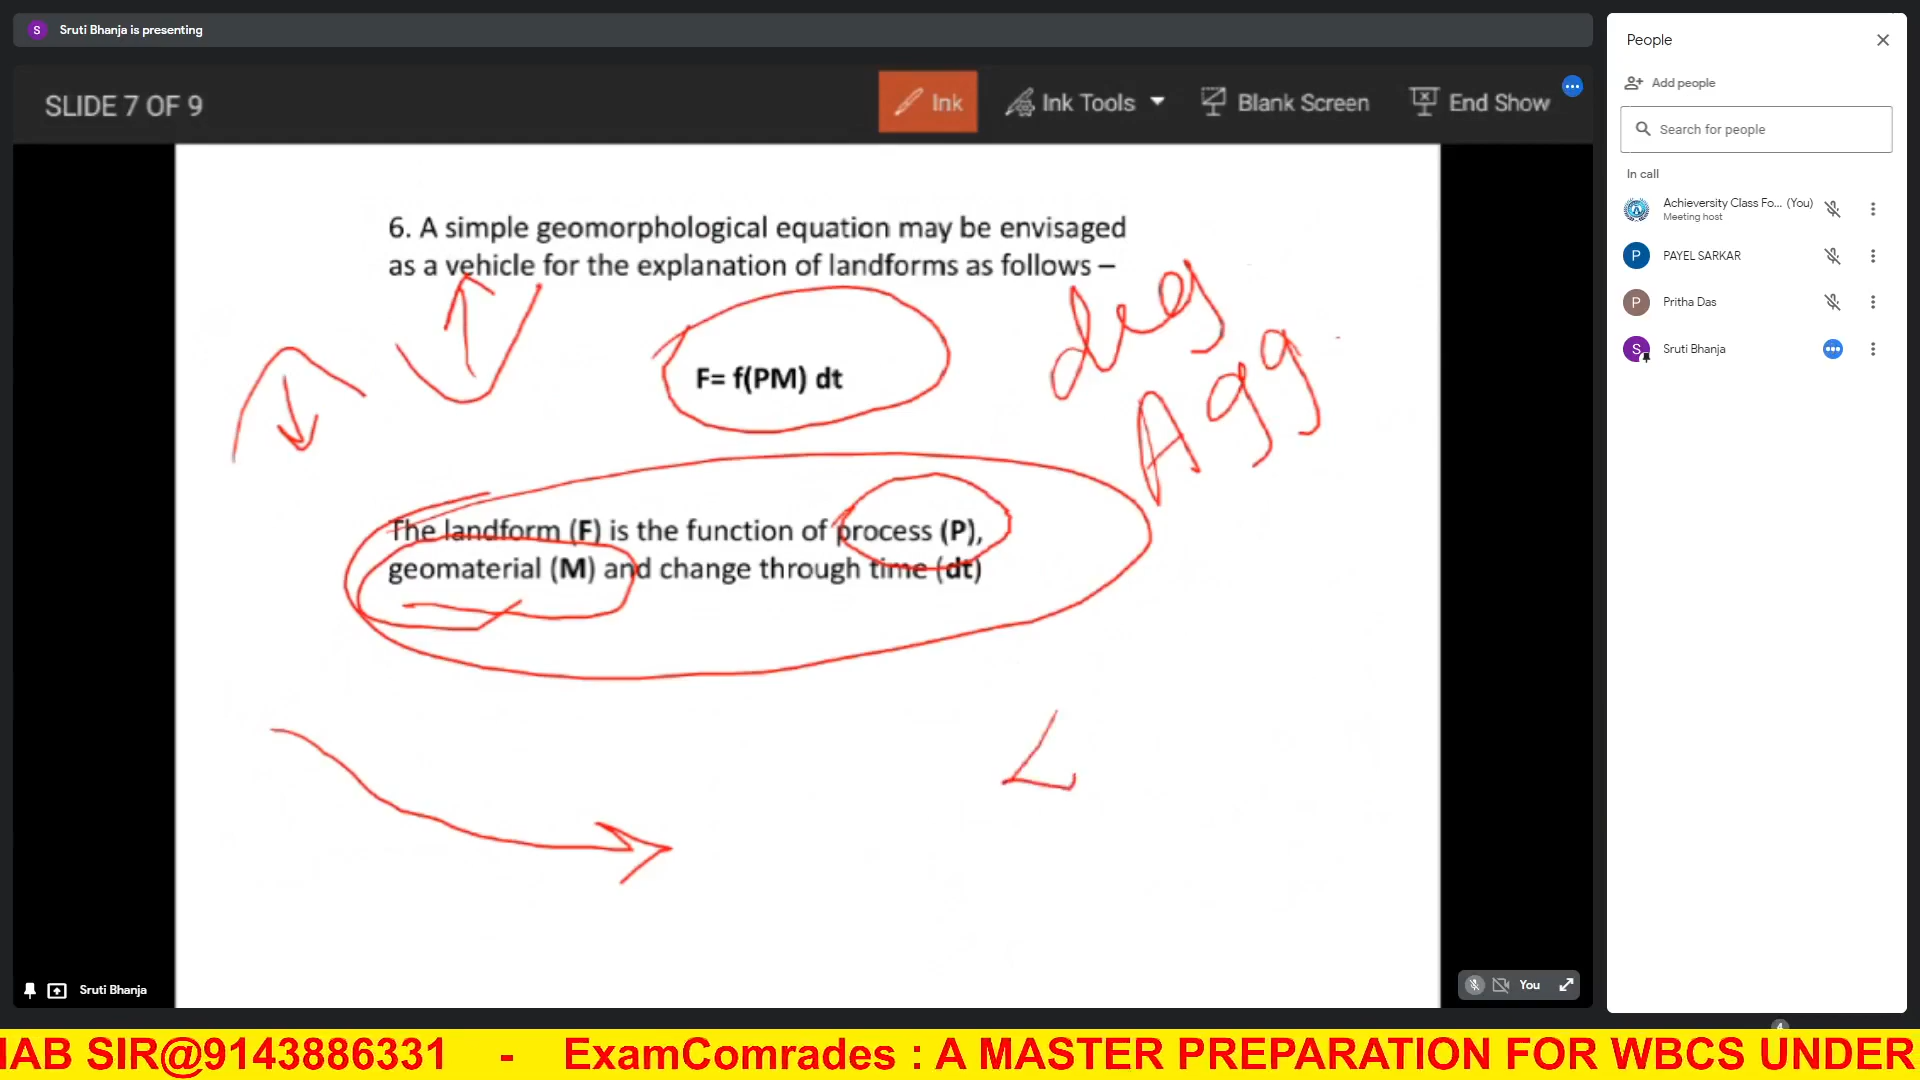 S Sruti Bhanja is presenting
SLIDE 7 OF 9
Ink
Ink Tools
Blank Screen
End Show
6. A simple geomorphological equation may be envisaged
as a vehicle for the explanation of landforms as follows –
F= f(PM) dt
Agg
The landform (F) is the function of process (P),
geomaterial (M) and change through time (dt)
Sruti Bhanja
You
People
Add people
Search for people
In call
Achieversity Class Fo... (You)
Meeting host
P PAYEL SARKAR
P Pritha Das
S Sruti Bhanja
4
IAB SIR@9143886331 - ExamComrades : A MASTER PREPARATION FOR WBCS UNDER